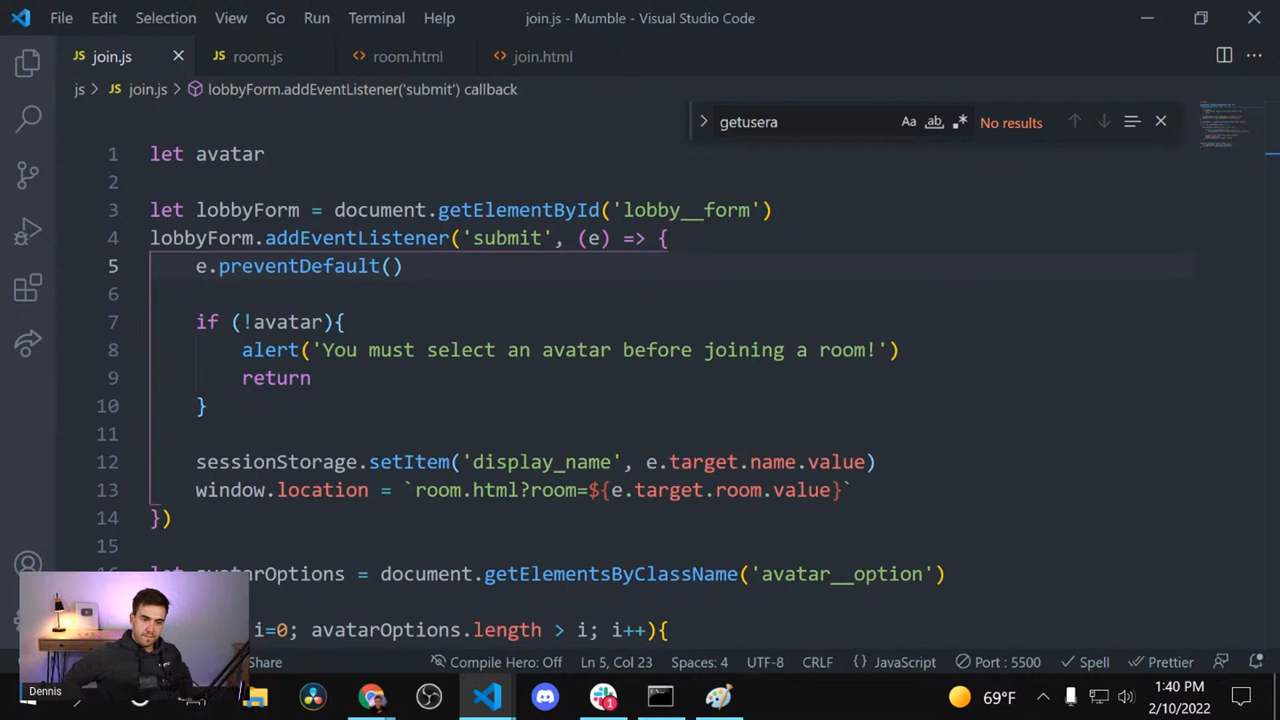 File Edit Selection View Go Run Terminal Help join.js - Mumble - Visual Studio Code
JS join.js JS room.js <> room.html <> join.html
js > JS join.js > lobbyForm.addEventListener('submit') callback
getusera Aa ab No results
1 let avatar
2
3 let lobbyForm = document.getElementById('lobby__form')
4 lobbyForm.addEventListener('submit', (e) => {
5 e.preventDefault()
6
7 if (!avatar){
8 alert('You must select an avatar before joining a room!')
9 return
10 }
11
12 sessionStorage.setItem('display_name', e.target.name.value)
13 window.location = `room.html?room=${e.target.room.value}`
14 })
15
avatarOptions = document.getElementsByClassName('avatar__option')
i=0; avatarOptions.length > i; i++){
Share Compile Hero: Off Ln 5, Col 23 Spaces: 4 UTF-8 CRLF {} JavaScript Port : 5500 Spell Prettier
Dennis
1
69°F 1:40 PM
2/10/2022